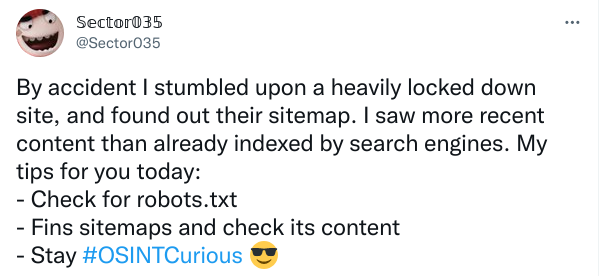 𝕊𝕖𝕔𝕥𝕠𝕣𝟘𝟛𝟝
@Sector035
By accident I stumbled upon a heavily locked down
site, and found out their sitemap. I saw more recent
content than already indexed by search engines. My
tips for you today:
- Check for robots.txt
- Fins sitemaps and check its content
- Stay #OSINTCurious 😎